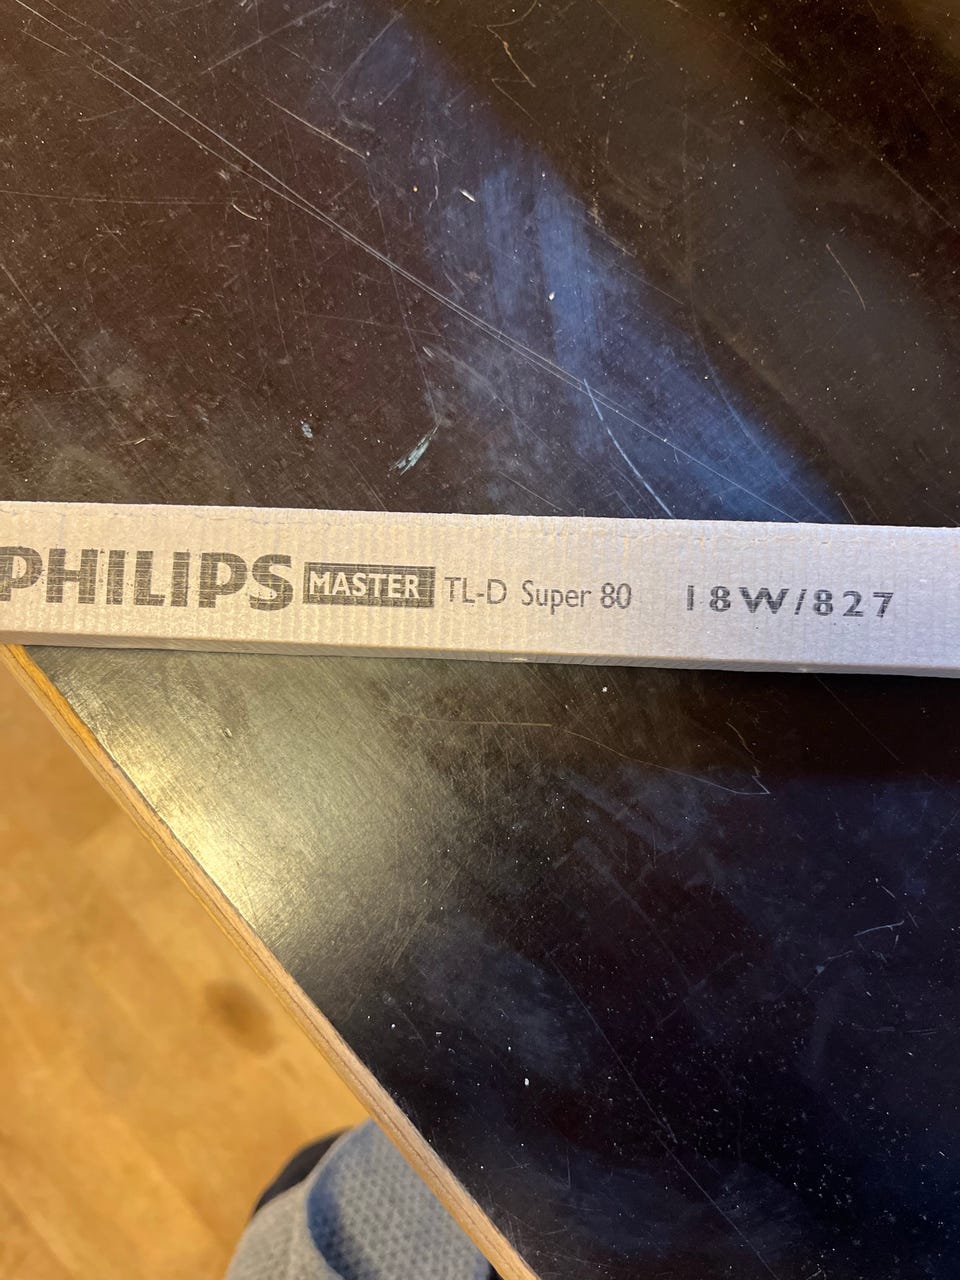 PHILIPS MASTER TL-D Super 80 18W/827